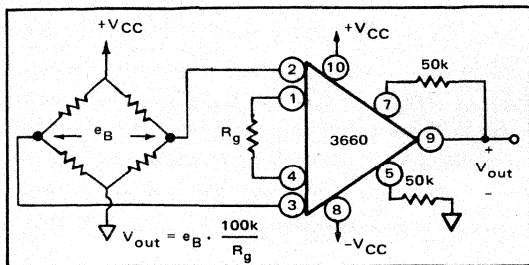 +VCC
+VCC
50k
2
10
1
7
eB
Rg
3660
9
+
Vout
-
4
5
50k
3
8
Vout = eB · 100k / Rg
-VCC